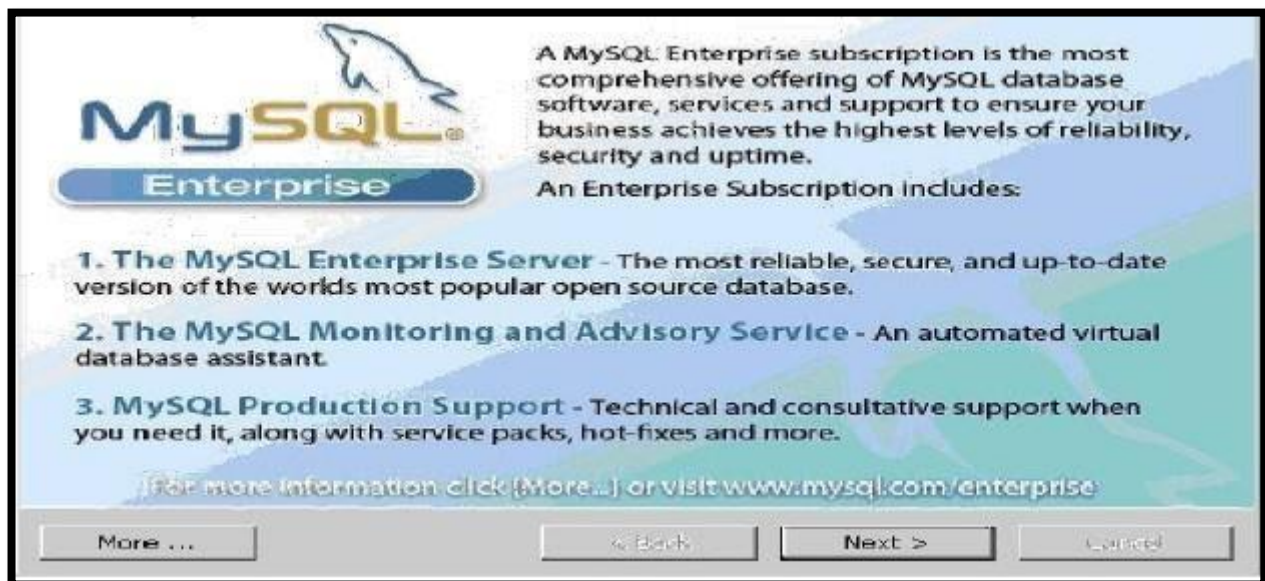 MySQL®
Enterprise
A MySQL Enterprise subscription is the most
comprehensive offering of MySQL database
software, services and support to ensure your
business achieves the highest levels of reliability,
security and uptime.
An Enterprise Subscription includes:
1. The MySQL Enterprise Server - The most reliable, secure, and up-to-date
version of the worlds most popular open source database.
2. The MySQL Monitoring and Advisory Service - An automated virtual
database assistant.
3. MySQL Production Support - Technical and consultative support when
you need it, along with service packs, hot-fixes and more.
For more information click [More...] or visit www.mysql.com/enterprise
More ...
< Back
Next >
Cancel